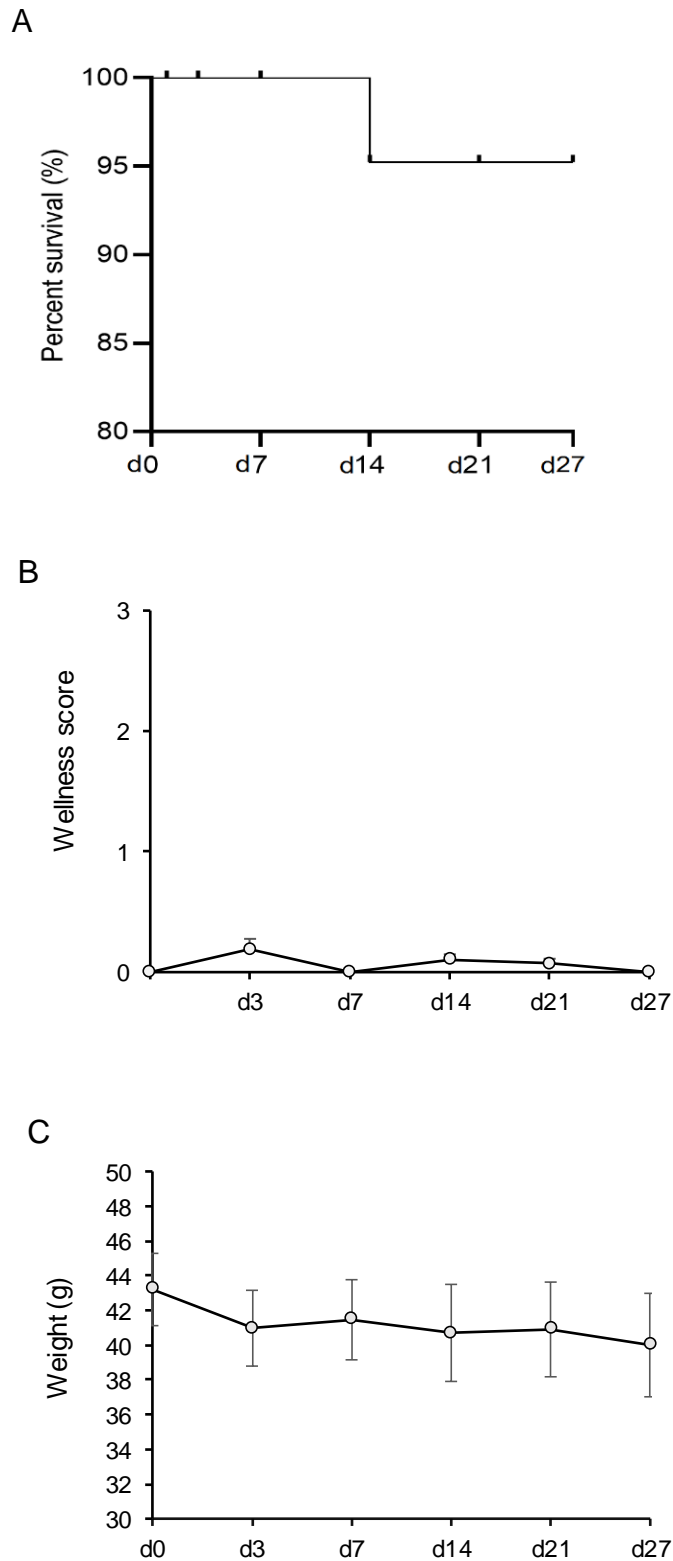 A
Percent survival (%)
100
95
90
85
80
d0 d7 d14 d21 d27
B
Wellness score
3
2
1
0
d3 d7 d14 d21 d27
C
Weight (g)
50
48
46
44
42
40
38
36
34
32
30
d0 d3 d7 d14 d21 d27